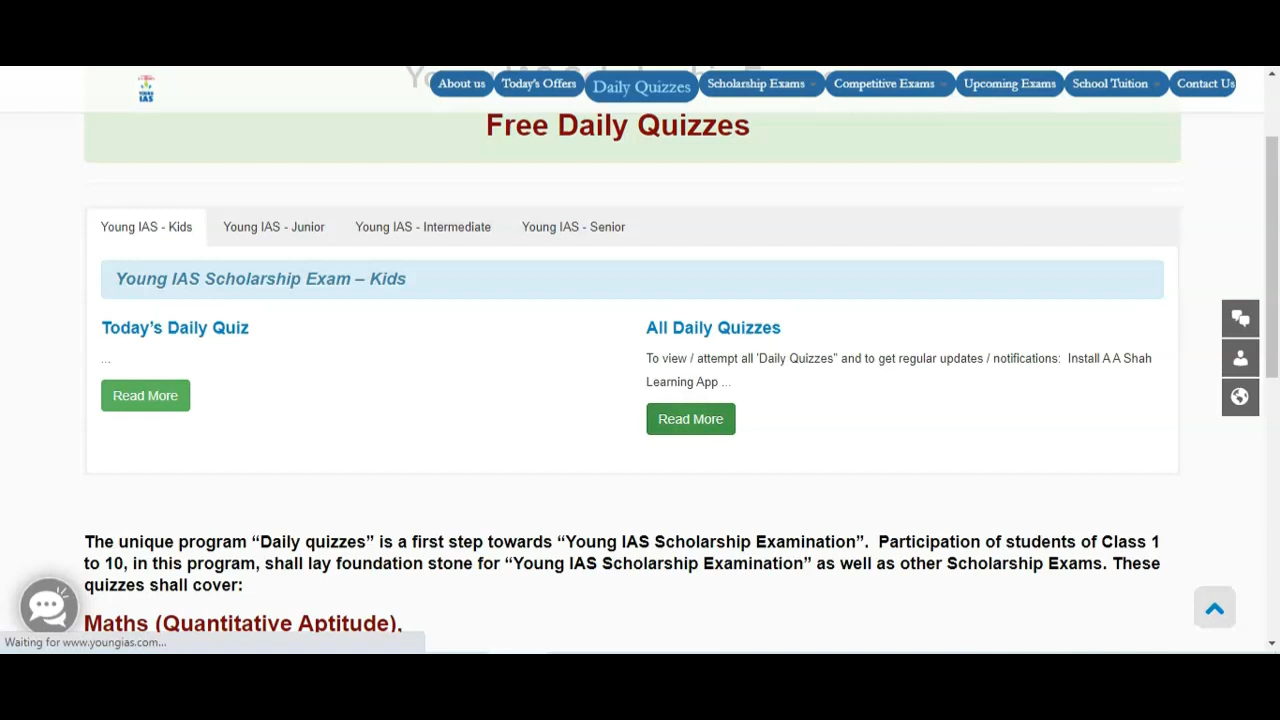 About us
Today's Offers
Daily Quizzes
Scholarship Exams
Competitive Exams
Upcoming Exams
School Tuition
Contact Us
YOUNG
IAS
Free Daily Quizzes
Young IAS - Kids
Young IAS - Junior
Young IAS - Intermediate
Young IAS - Senior
Young IAS Scholarship Exam – Kids
Today’s Daily Quiz
...
Read More
All Daily Quizzes
To view / attempt all 'Daily Quizzes” and to get regular updates / notifications: Install A A Shah
Learning App ...
Read More
The unique program “Daily quizzes” is a first step towards “Young IAS Scholarship Examination”. Participation of students of Class 1
to 10, in this program, shall lay foundation stone for “Young IAS Scholarship Examination” as well as other Scholarship Exams. These
quizzes shall cover:
Maths (Quantitative Aptitude),
Waiting for www.youngias.com...